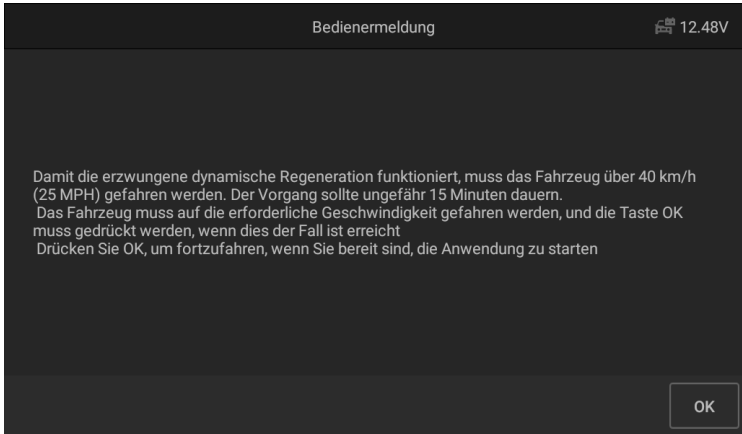 Bedienermeldung
12.48V
Damit die erzwungene dynamische Regeneration funktioniert, muss das Fahrzeug über 40 km/h
(25 MPH) gefahren werden. Der Vorgang sollte ungefähr 15 Minuten dauern.
Das Fahrzeug muss auf die erforderliche Geschwindigkeit gefahren werden, und die Taste OK
muss gedrückt werden, wenn dies der Fall ist erreicht
Drücken Sie OK, um fortzufahren, wenn Sie bereit sind, die Anwendung zu starten
OK